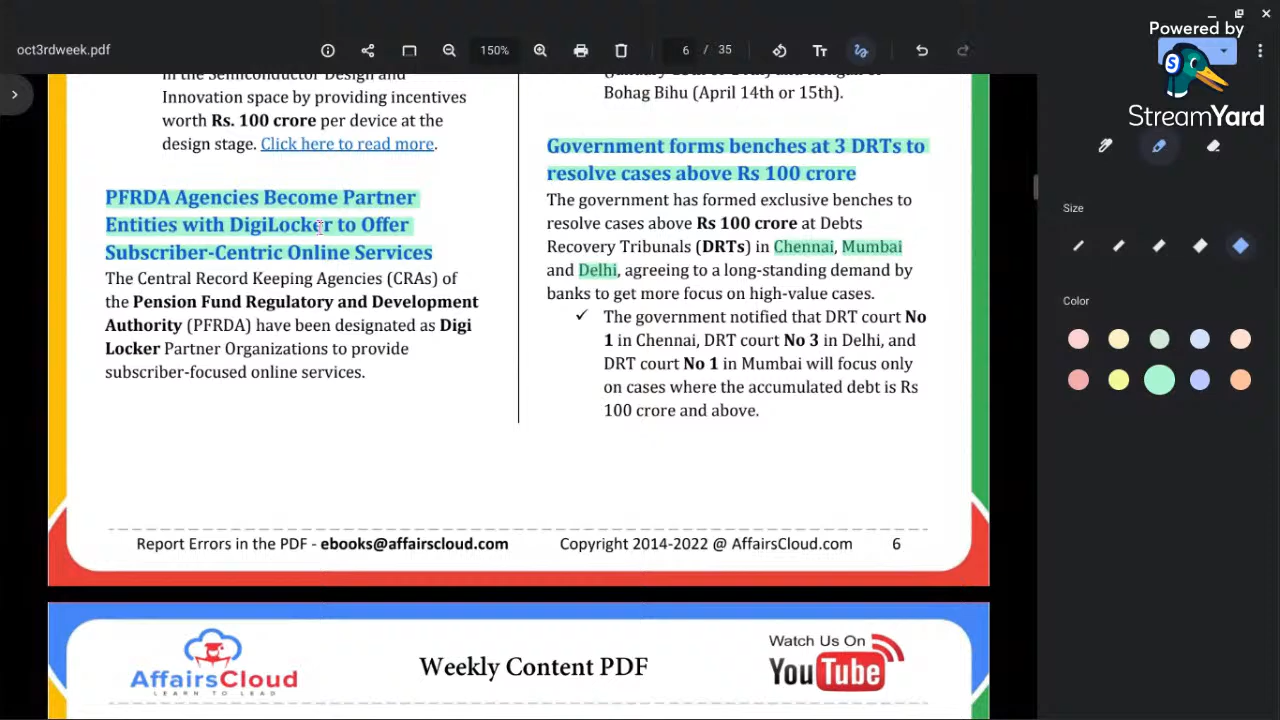 oct3rdweek.pdf
150%
6 / 35
Powered by
StreamYard
in the Semiconductor Design and
Innovation space by providing incentives
worth Rs. 100 crore per device at the
design stage. Click here to read more.
PFRDA Agencies Become Partner
Entities with DigiLocker to Offer
Subscriber-Centric Online Services
The Central Record Keeping Agencies (CRAs) of
the Pension Fund Regulatory and Development
Authority (PFRDA) have been designated as Digi
Locker Partner Organizations to provide
subscriber-focused online services.
Bohag Bihu (April 14th or 15th).
Government forms benches at 3 DRTs to
resolve cases above Rs 100 crore
The government has formed exclusive benches to
resolve cases above Rs 100 crore at Debts
Recovery Tribunals (DRTs) in Chennai, Mumbai
and Delhi, agreeing to a long-standing demand by
banks to get more focus on high-value cases.
✓ The government notified that DRT court No
1 in Chennai, DRT court No 3 in Delhi, and
DRT court No 1 in Mumbai will focus only
on cases where the accumulated debt is Rs
100 crore and above.
Report Errors in the PDF - ebooks@affairscloud.com
Copyright 2014-2022 @ AffairsCloud.com 6
AffairsCloud
LEARN TO LEAD
Weekly Content PDF
Watch Us On
YouTube
Size
Color